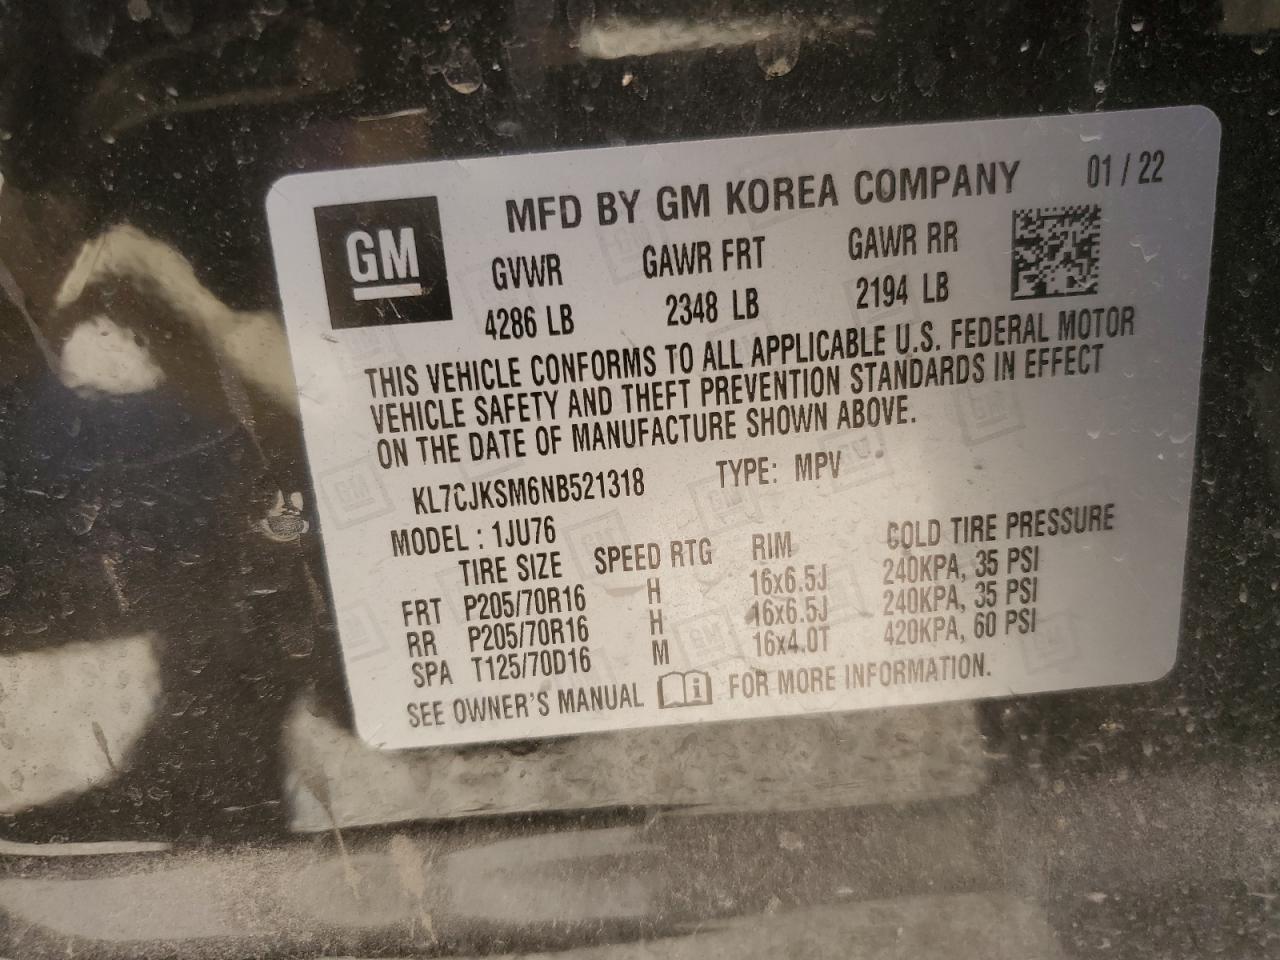 GM
MFD BY GM KOREA COMPANY 01 / 22
GVWR GAWR FRT GAWR RR
4286 LB 2348 LB 2194 LB
THIS VEHICLE CONFORMS TO ALL APPLICABLE U.S. FEDERAL MOTOR
VEHICLE SAFETY AND THEFT PREVENTION STANDARDS IN EFFECT
ON THE DATE OF MANUFACTURE SHOWN ABOVE.
KL7CJKSM6NB521318 TYPE: MPV
MODEL : 1JU76
TIRE SIZE SPEED RTG RIM COLD TIRE PRESSURE
FRT P205/70R16 H 16x6.5J 240KPA, 35 PSI
RR P205/70R16 H 16x6.5J 240KPA, 35 PSI
SPA T125/70D16 M 16x4.0T 420KPA, 60 PSI
SEE OWNER'S MANUAL FOR MORE INFORMATION.